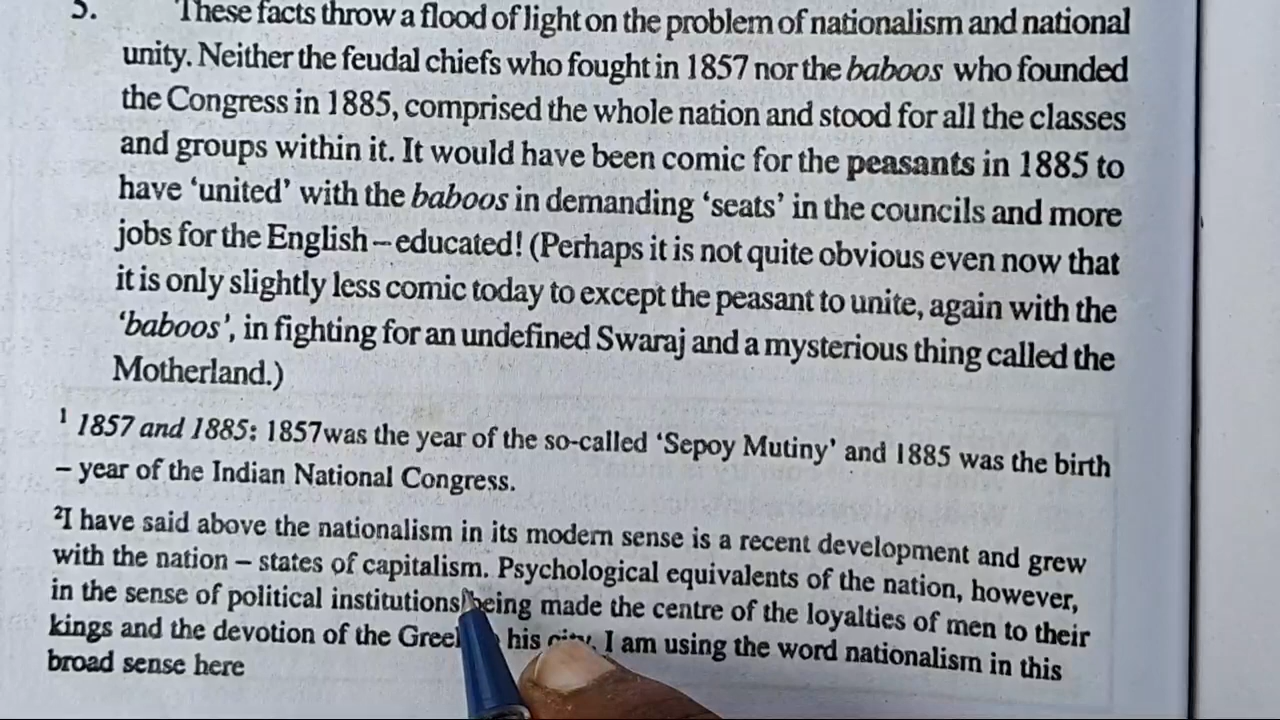 5. These facts throw a flood of light on the problem of nationalism and national
unity. Neither the feudal chiefs who fought in 1857 nor the baboos who founded
the Congress in 1885, comprised the whole nation and stood for all the classes
and groups within it. It would have been comic for the peasants in 1885 to
have ‘united’ with the baboos in demanding ‘seats’ in the councils and more
jobs for the English – educated! (Perhaps it is not quite obvious even now that
it is only slightly less comic today to except the peasant to unite, again with the
‘baboos’, in fighting for an undefined Swaraj and a mysterious thing called the
Motherland.)
1 1857 and 1885: 1857was the year of the so-called ‘Sepoy Mutiny’ and 1885 was the birth
– year of the Indian National Congress.
2I have said above the nationalism in its modern sense is a recent development and grew
with the nation – states of capitalism. Psychological equivalents of the nation, however,
in the sense of political institutions being made the centre of the loyalties of men to their
kings and the devotion of the his city. I am using the word nationalism in this
broad sense here